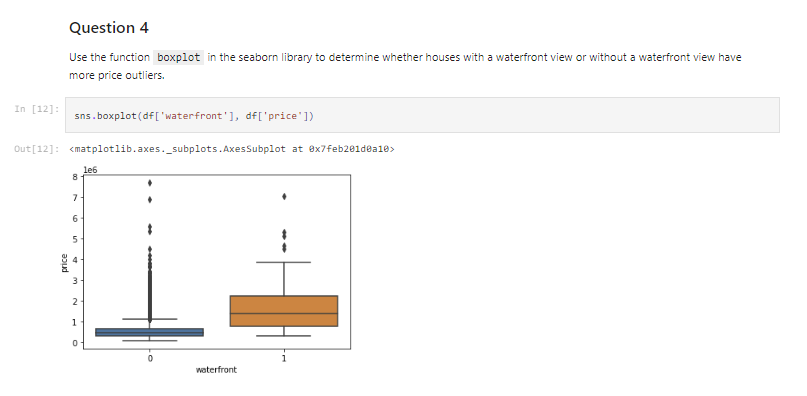 Question 4
Use the function boxplot in the seaborn library to determine whether houses with a waterfront view or without a waterfront view have
more price outliers.
In [12]: sns.boxplot(df['waterfront'], df['price'])
Out[12]: <matplotlib.axes._subplots.AxesSubplot at 0x7feb201d0a10>
1e6
8
7
6
5
4
3
2
1
0
price
0 1
waterfront